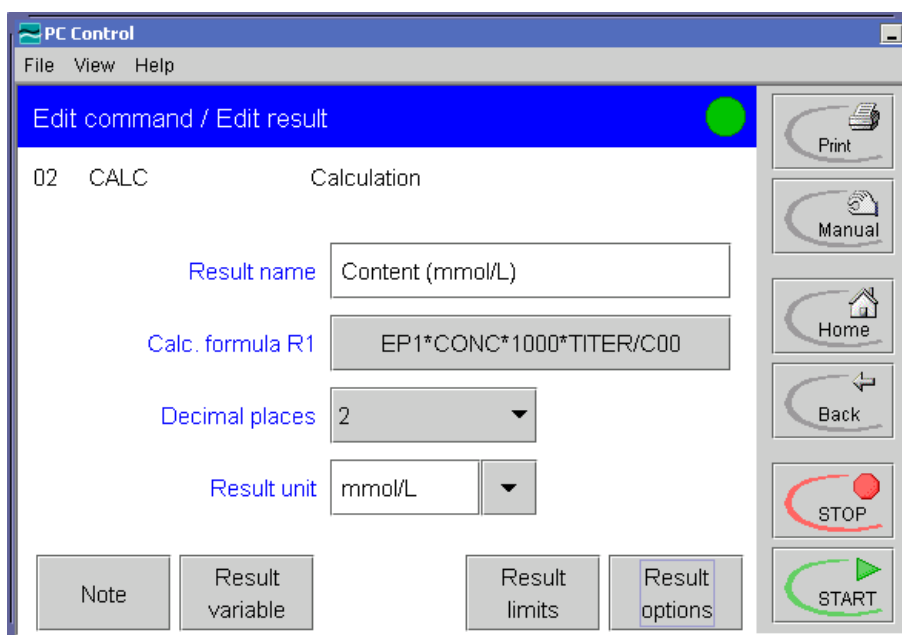 PC Control
File View Help
Edit command / Edit result
02 CALC Calculation
Result name Content (mmol/L)
Calc. formula R1 EP1*CONC*1000*TITER/C00
Decimal places 2
Result unit mmol/L
Note
Result
variable
Result
limits
Result
options
Print
Manual
Home
Back
STOP
START